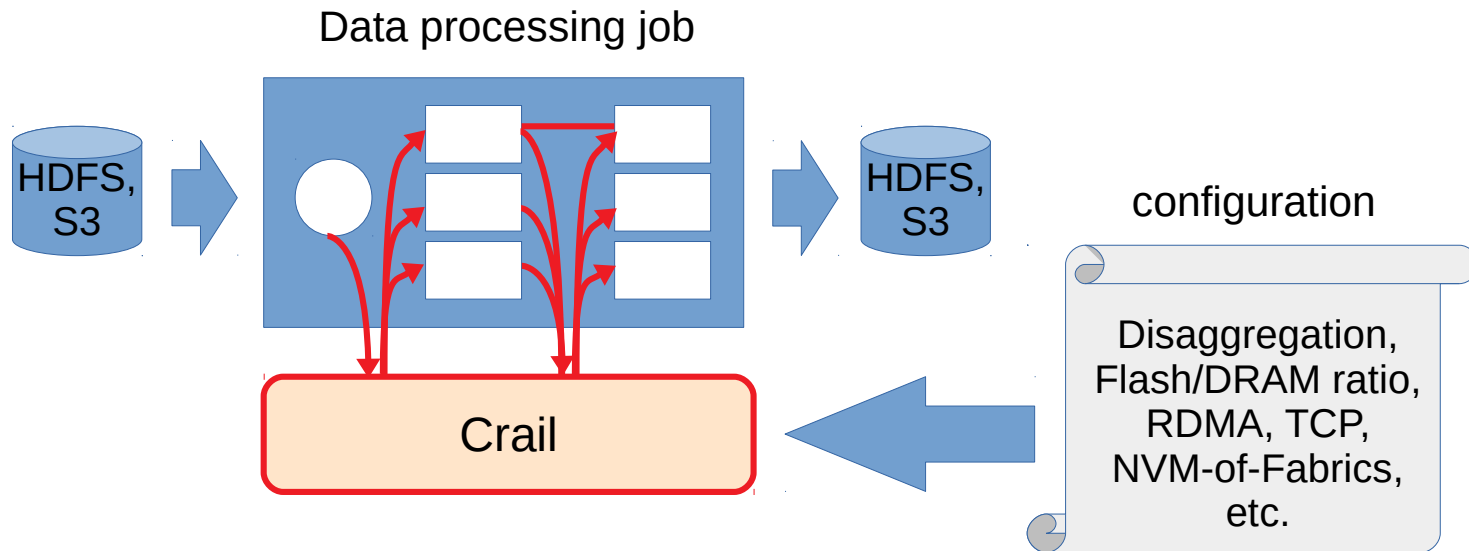 Data processing job
HDFS,
S3
HDFS,
S3
configuration
Disaggregation,
Flash/DRAM ratio,
RDMA, TCP,
NVM-of-Fabrics,
etc.
Crail